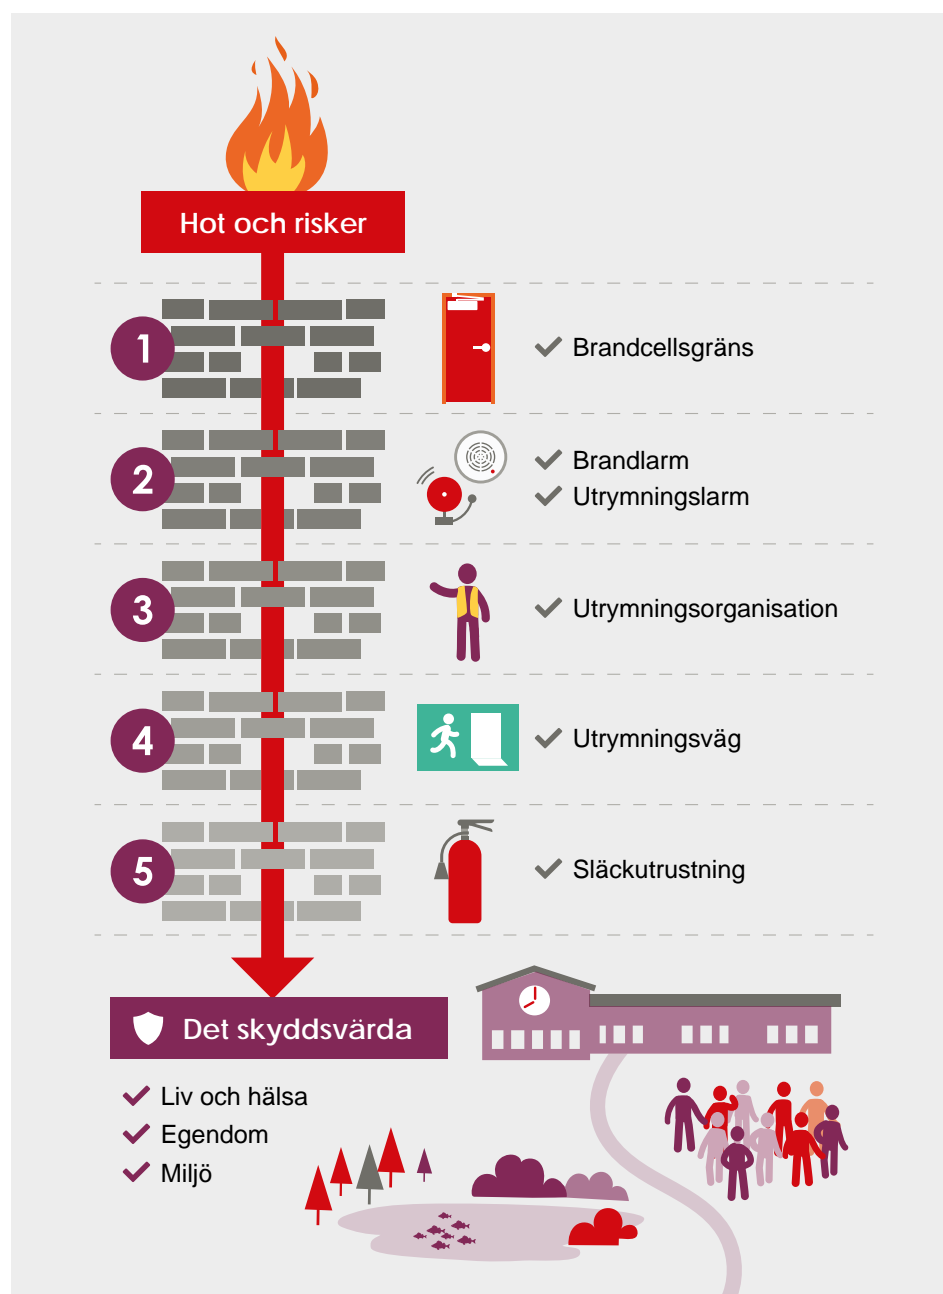 Hot och risker
1
Brandcellsgräns
2
Brandlarm
Utrymningslarm
3
Utrymningsorganisation
4
Utrymningsväg
5
Släckutrustning
Det skyddsvärda
Liv och hälsa
Egendom
Miljö